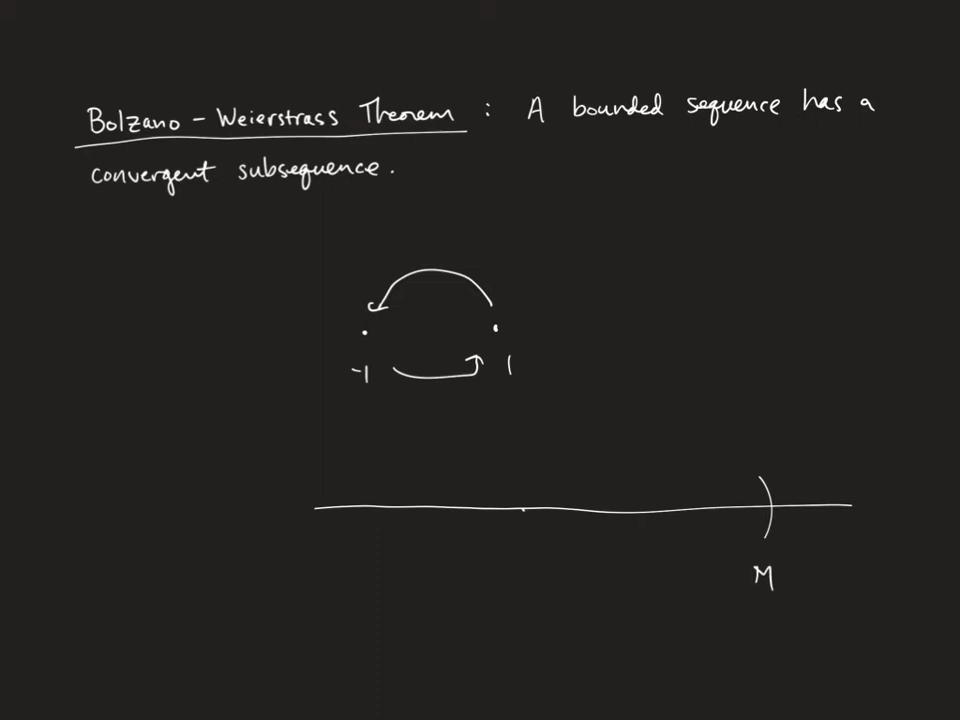 Bolzano - Weierstrass Theorem : A bounded sequence has a
convergent subsequence.
-1 1
M